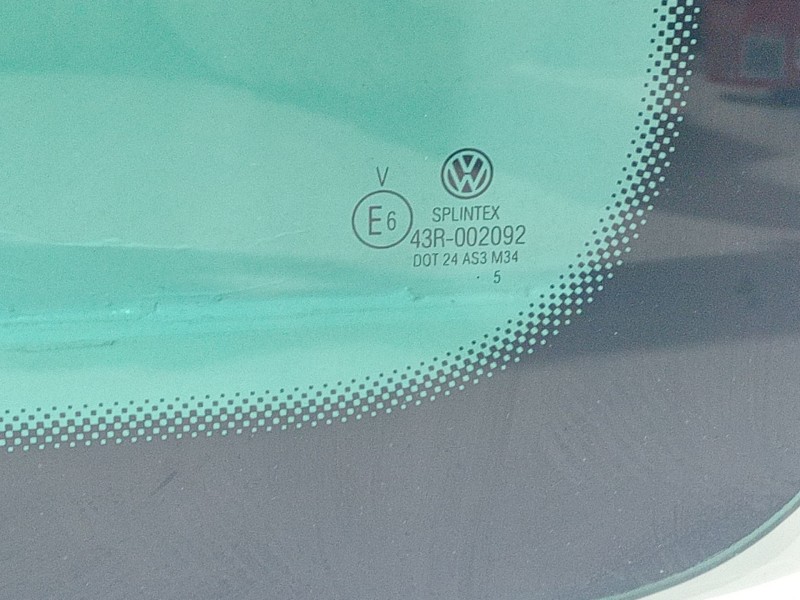 V
E6
SPLINTEX
43R-002092
DOT 24 AS3 M34
· 5